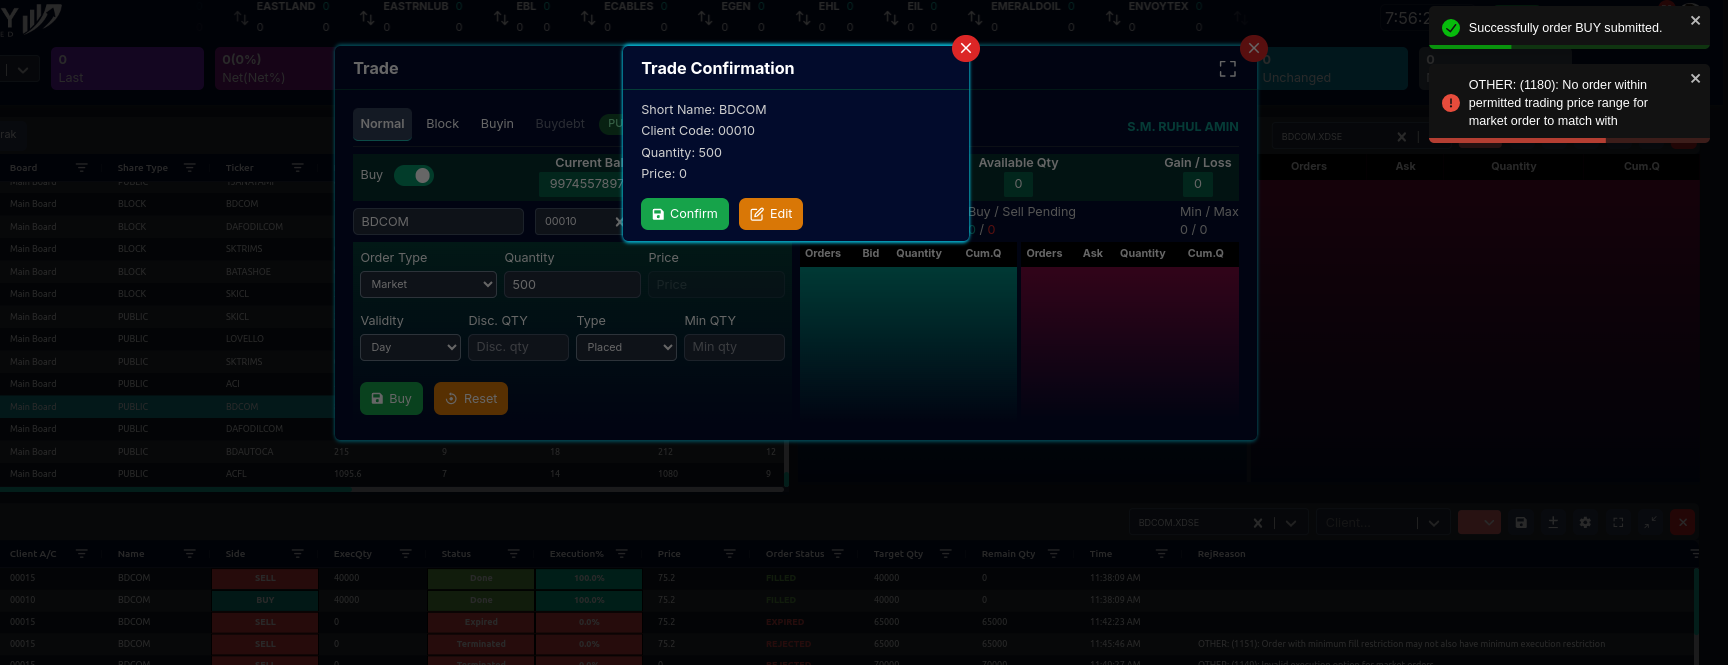 EASTLAND 0 EASTRNLUB 0 EBL 0 ECABLES 0 EGEN 0 EHL 0 EIL 0 EMERALDOIL 0 ENVOYTEX 0
0 0 0 0 0 0 0 0 0 0 0 0 0 0 0 0 0 0
7:56:2
Successfully order BUY submitted.
0
Last
0(0%)
Net(Net%)
0
Unchanged
0
OTHER: (1180): No order within
permitted trading price range for
market order to match with
Trade
Trade Confirmation
Short Name: BDCOM
Client Code: 00010
Quantity: 500
Price: 0
Confirm Edit
Normal Block Buyin Buydebt PU
S.M. RUHUL AMIN
Buy
Current Ba
9974557897
Available Qty
0
Gain / Loss
0
BDCOM 00010
Buy / Sell Pending
0 / 0
Min / Max
0 / 0
Order Type Quantity Price
Market 500 Price
Validity Disc. QTY Type Min QTY
Day Disc. qty Placed Min qty
Buy Reset
Orders Bid Quantity Cum.Q Orders Ask Quantity Cum.Q
rak
BDCOM.XDSE
Orders Ask Quantity Cum.Q
Board Share Type Ticker
Main Board PUBLIC
Main Board BLOCK BDCOM
Main Board BLOCK DAFODILCOM
Main Board BLOCK SKTRIMS
Main Board BLOCK BATASHOE
Main Board BLOCK SKICL
Main Board PUBLIC SKICL
Main Board PUBLIC LOVELLO
Main Board PUBLIC SKTRIMS
Main Board PUBLIC ACI
Main Board PUBLIC BDCOM
Main Board PUBLIC DAFODILCOM
Main Board PUBLIC BDAUTOCA 215 9 18 212 12
Main Board PUBLIC ACFL 1095.6 7 14 1080 9
BDCOM.XDSE Client...
Client A/C Name Side ExecQty Status Execution% Price Order Status Target Qty Remain Qty Time RejReason
00015 BDCOM SELL 40000 Done 100.0% 75.2 FILLED 40000 0 11:38:09 AM
00010 BDCOM BUY 40000 Done 100.0% 75.2 FILLED 40000 0 11:38:09 AM
00015 BDCOM SELL 0 Expired 0.0% 75.2 EXPIRED 65000 65000 11:42:23 AM
00015 BDCOM SELL 0 Terminated 0.0% 75.2 REJECTED 65000 65000 11:45:46 AM OTHER: (1151): Order with minimum fill restriction may not also have minimum execution restriction